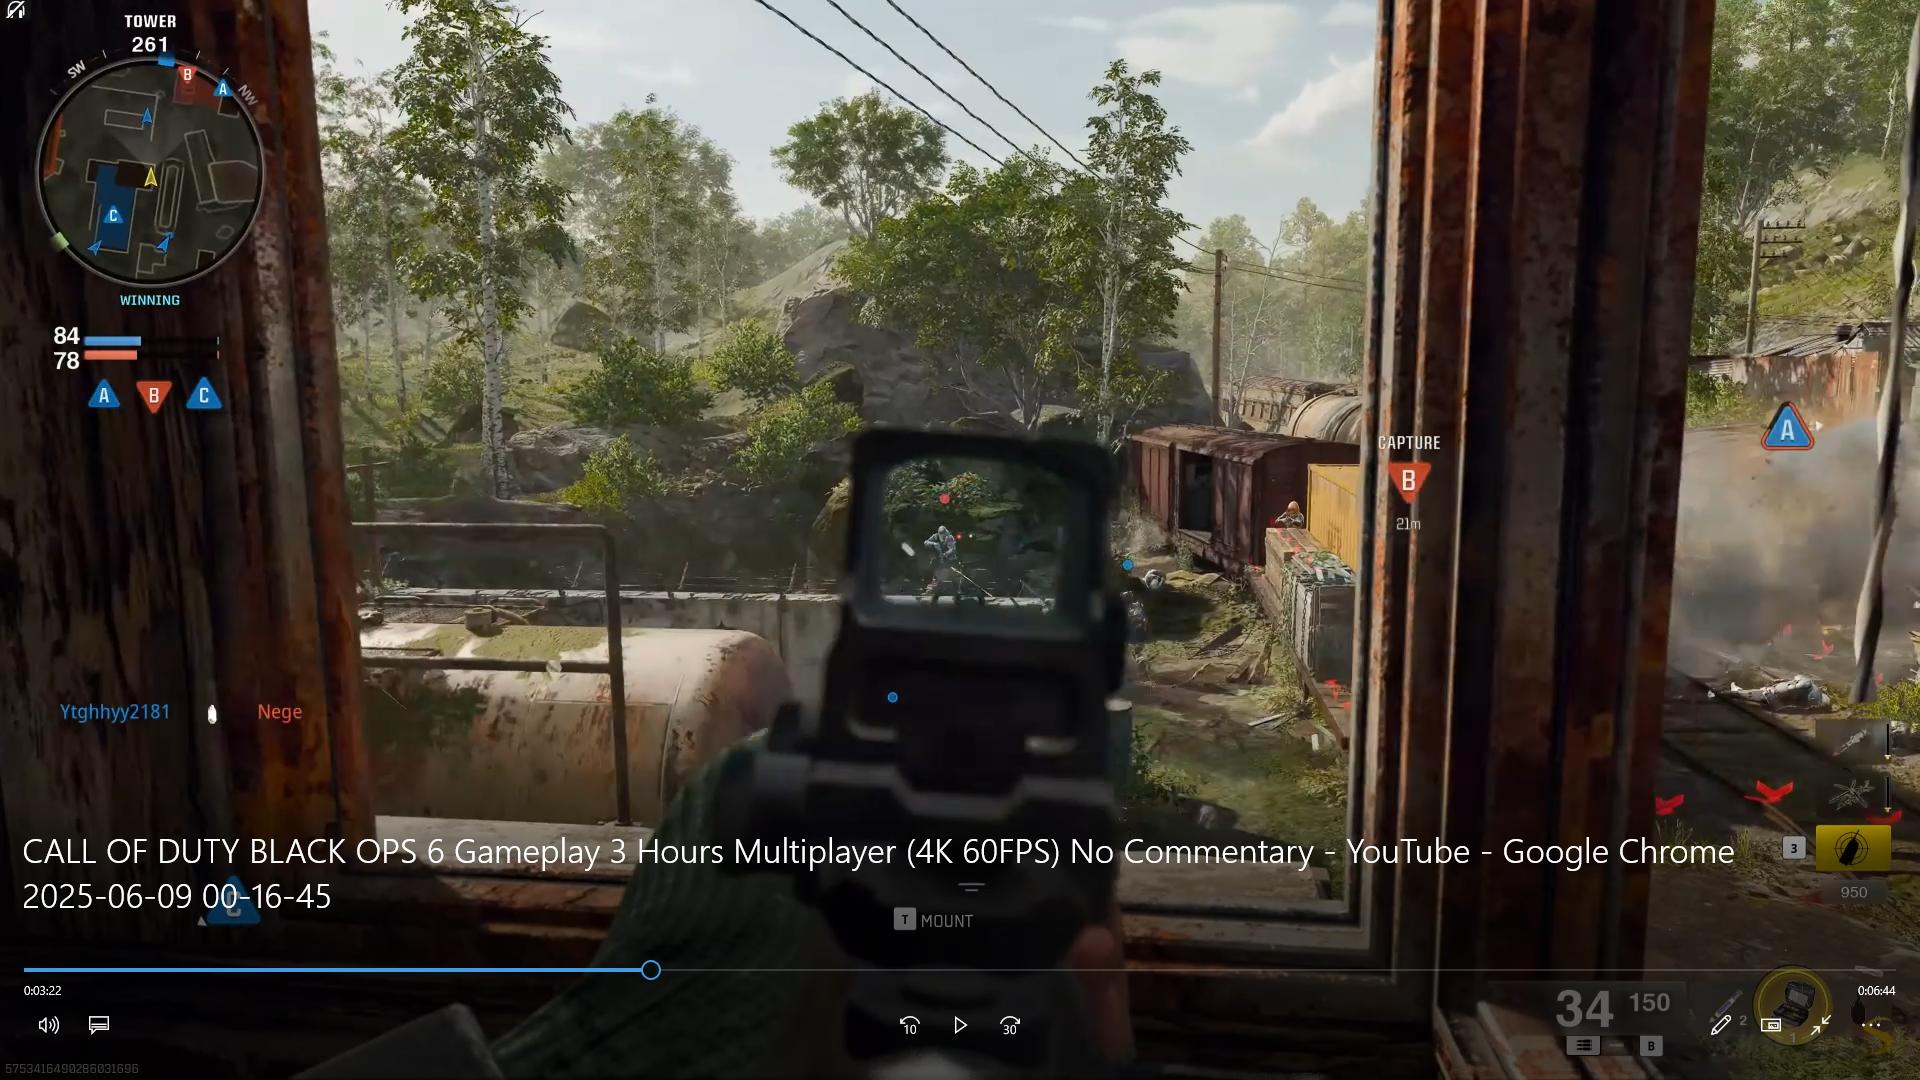 TOWER
261
SW
B
A
NW
C
WINNING
84
78
A B C
CAPTURE
B
21m
A
Ytghhyy2181 Nege
CALL OF DUTY BLACK OPS 6 Gameplay 3 Hours Multiplayer (4K 60FPS) No Commentary - YouTube - Google Chrome
2025-06-09 00-16-45
C
3
950
T MOUNT
0:03:22
0:06:44
10
30
34 150
2
B
1
5753416490286031696